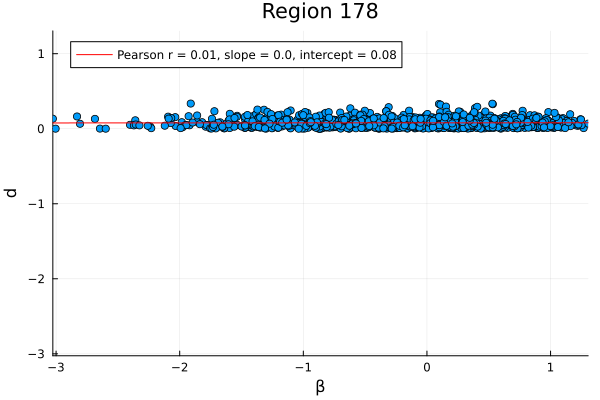 Region 178
Pearson r = 0.01, slope = 0.0, intercept = 0.08
d
1
0
−1
−2
−3
−3
−2
−1
0
1
β